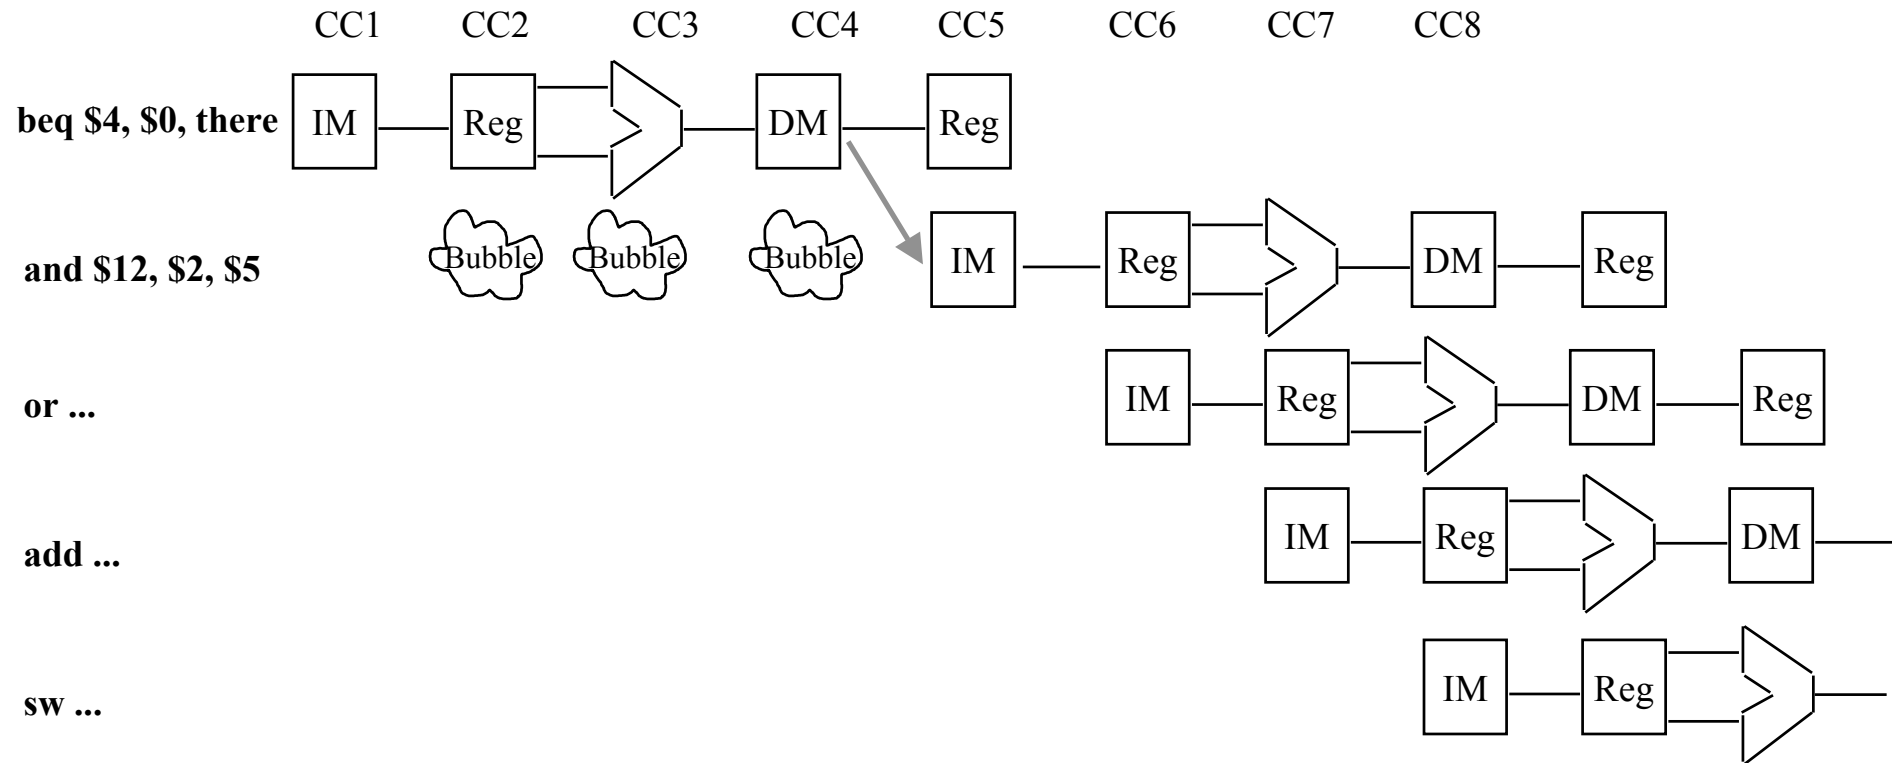 CC1 CC2 CC3 CC4 CC5 CC6 CC7 CC8
beq $4, $0, there IM Reg DM Reg
and $12, $2, $5 Bubble Bubble Bubble IM Reg DM Reg
or ... IM Reg DM Reg
add ... IM Reg DM
sw ... IM Reg